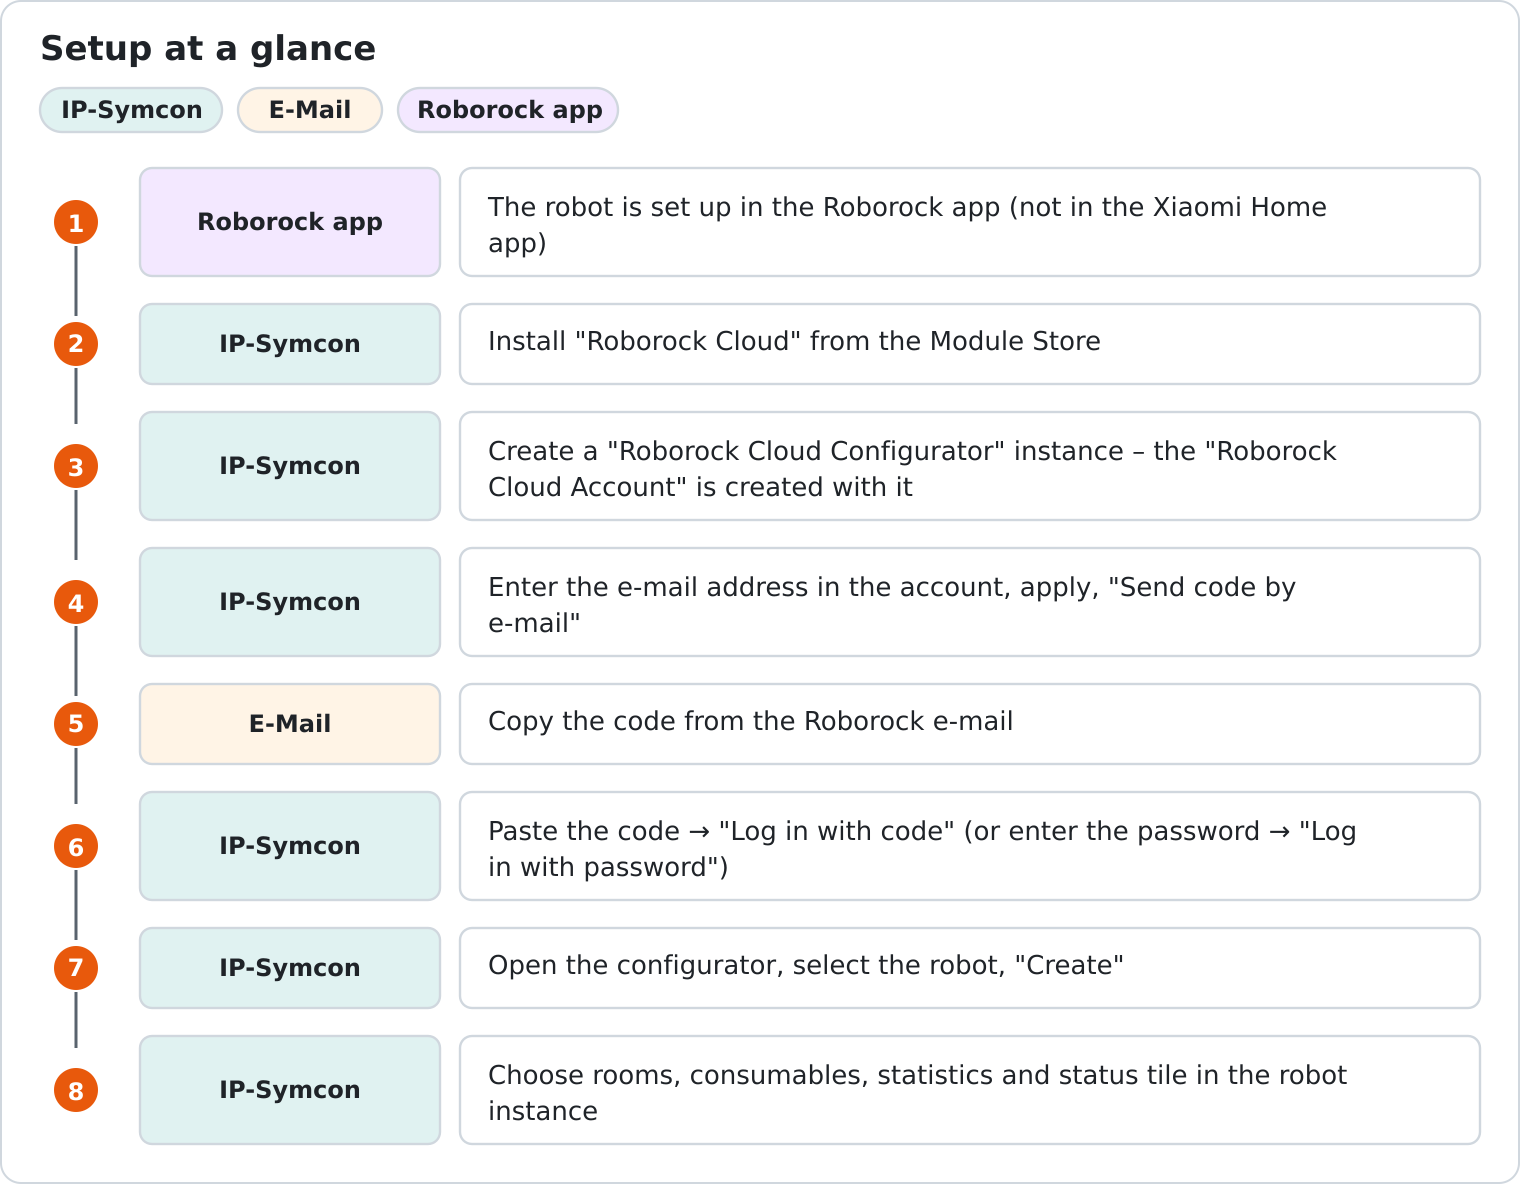 Setup at a glance
IP-Symcon
E-Mail
Roborock app
1
Roborock app
The robot is set up in the Roborock app (not in the Xiaomi Home
app)
2
IP-Symcon
Install "Roborock Cloud" from the Module Store
3
IP-Symcon
Create a "Roborock Cloud Configurator" instance – the "Roborock
Cloud Account" is created with it
4
IP-Symcon
Enter the e-mail address in the account, apply, "Send code by
e-mail"
5
E-Mail
Copy the code from the Roborock e-mail
6
IP-Symcon
Paste the code → "Log in with code" (or enter the password → "Log
in with password")
7
IP-Symcon
Open the configurator, select the robot, "Create"
8
IP-Symcon
Choose rooms, consumables, statistics and status tile in the robot
instance